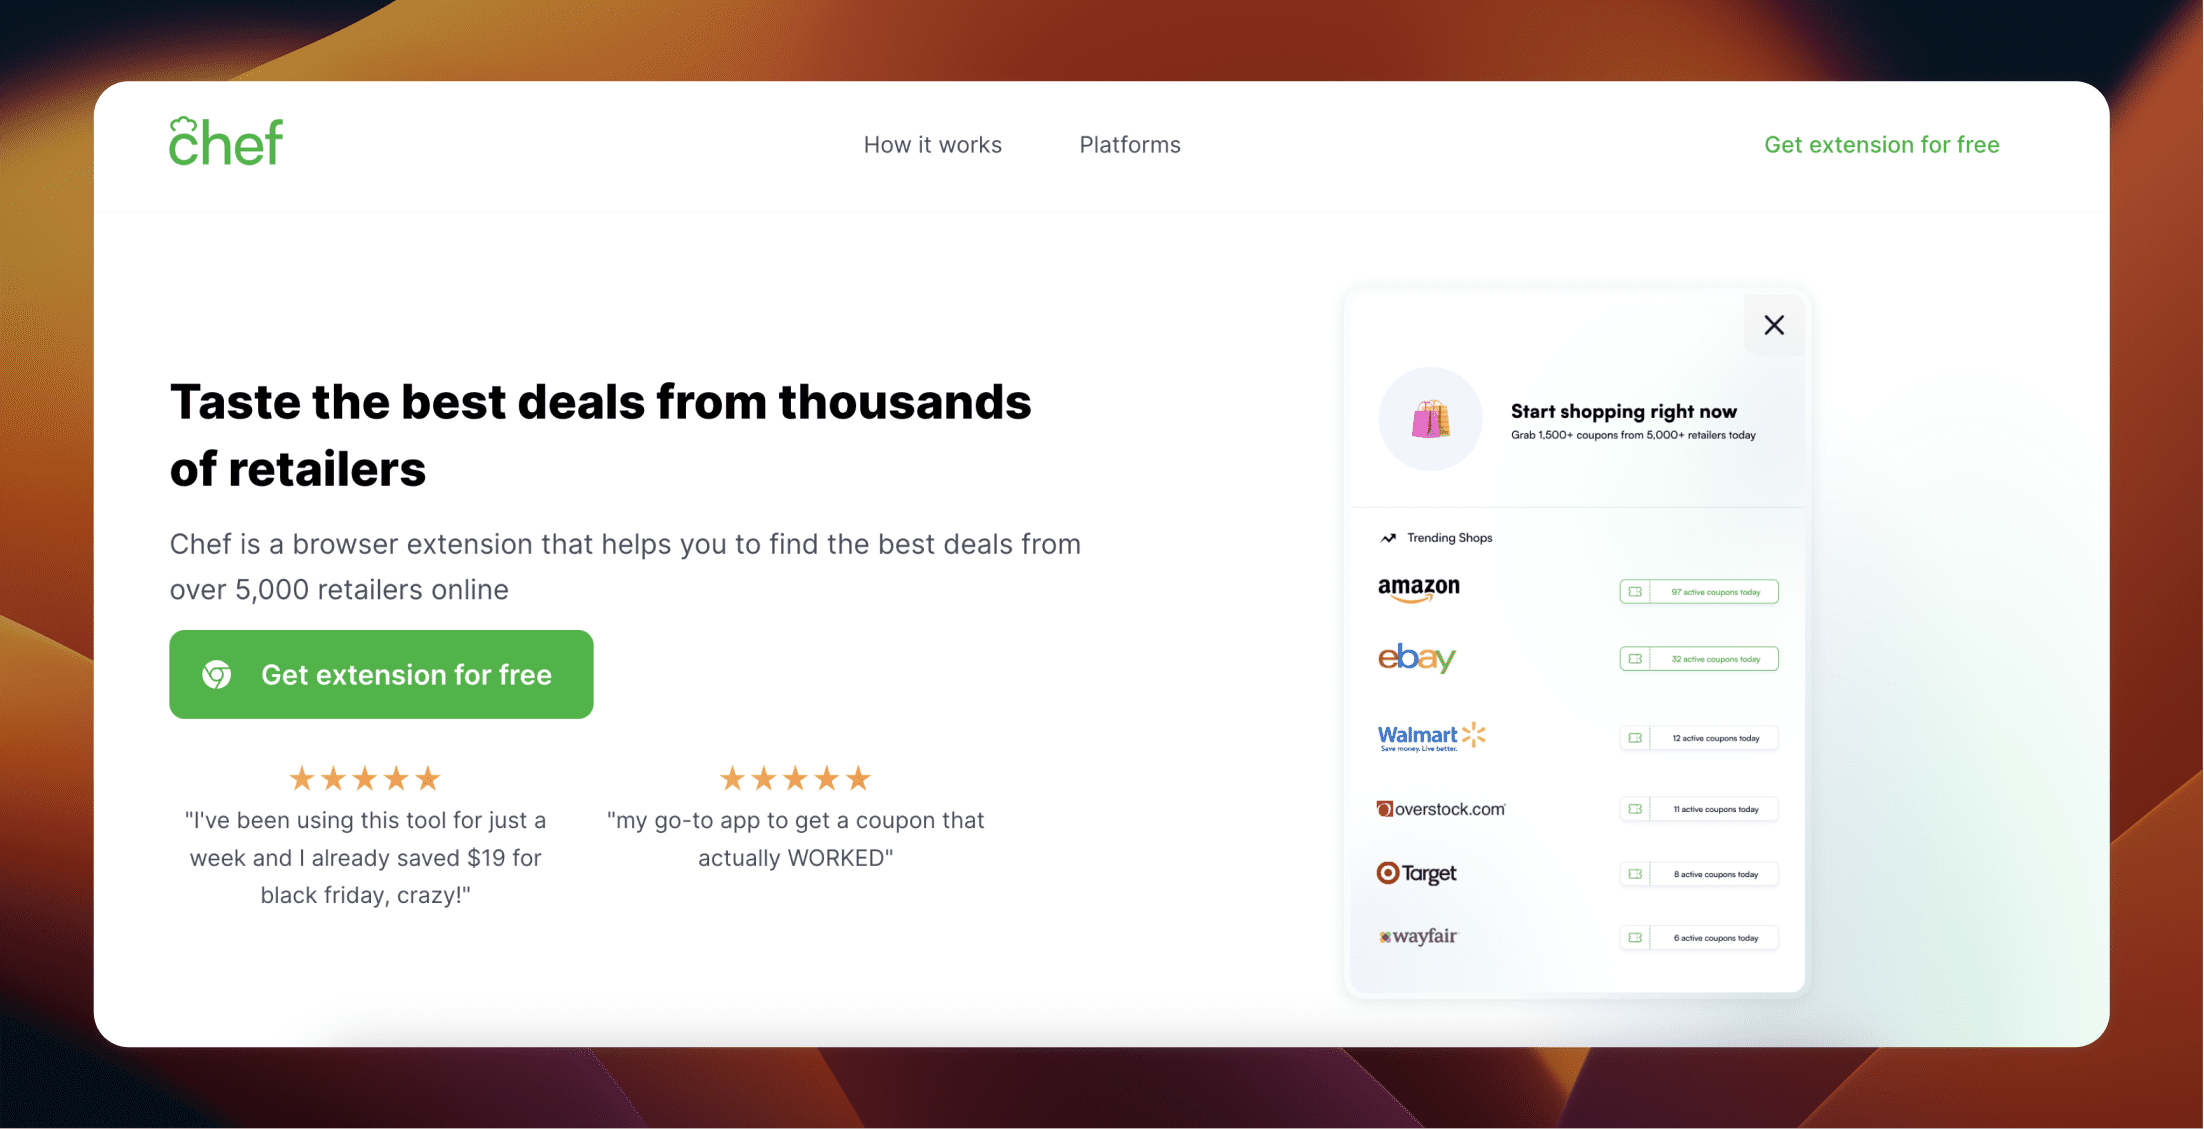 chef
How it works
Platforms
Get extension for free
Taste the best deals from thousands
of retailers
Chef is a browser extension that helps you to find the best deals from
over 5,000 retailers online
Get extension for free
★★★★★
"I've been using this tool for just a
week and I already saved $19 for
black friday, crazy!"
★★★★★
"my go-to app to get a coupon that
actually WORKED"
Start shopping right now
Grab 1,500+ coupons from 5,000+ retailers today
Trending Shops
amazon
97 active coupons today
ebay
32 active coupons today
Walmart
Save money. Live better.
12 active coupons today
overstock.com
11 active coupons today
Target
8 active coupons today
wayfair
6 active coupons today